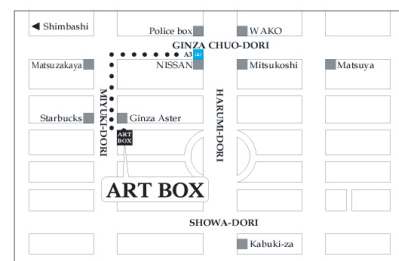 ◀ Shimbashi
Police box
WAKO
GINZA CHUO-DORI
A3
Matsuzakaya
NISSAN
Mitsukoshi
Matsuya
MIYUKI-DORI
HARUMI-DORI
Starbucks
Ginza Aster
ART
BOX
ART BOX
SHOWA-DORI
Kabuki-za